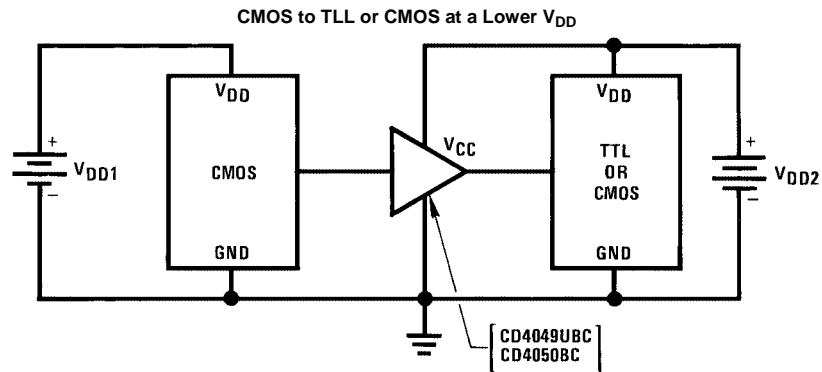 CMOS to TLL or CMOS at a Lower VDD
VDD
VDD
VCC
+
+
VDD1
CMOS
TTL
OR
CMOS
VDD2
-
-
GND
GND
CD4049UBC
CD4050BC